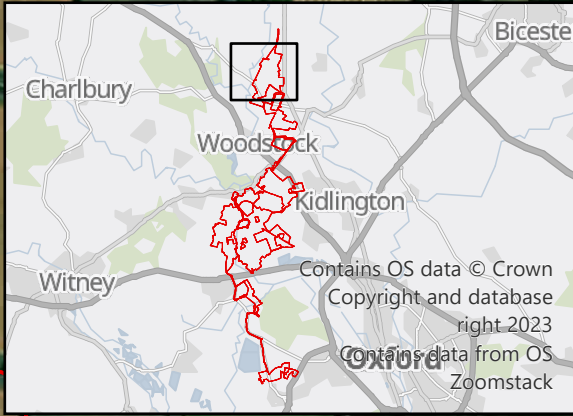 Biceste
Charlbury
Woodstock
Kidlington
Witney
Oxford
Contains OS data © Crown
Copyright and database
right 2023
Contains data from OS
Zoomstack